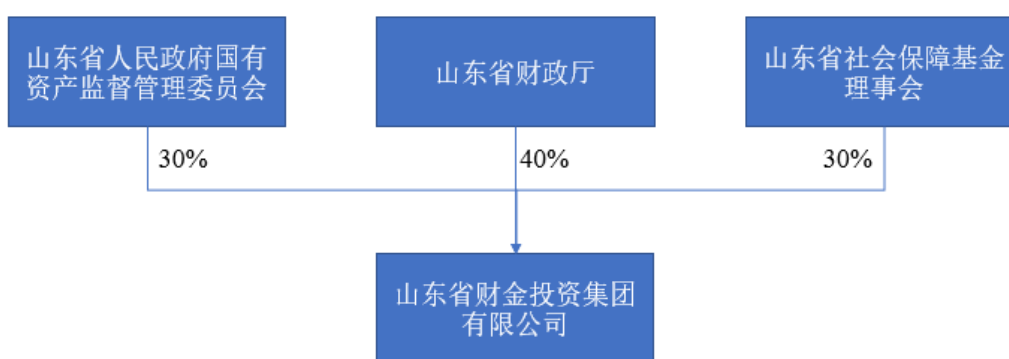 山东省人民政府国有
资产监督管理委员会
山东省财政厅
山东省社会保障基金
理事会
30%
40%
30%
山东省财金投资集团
有限公司